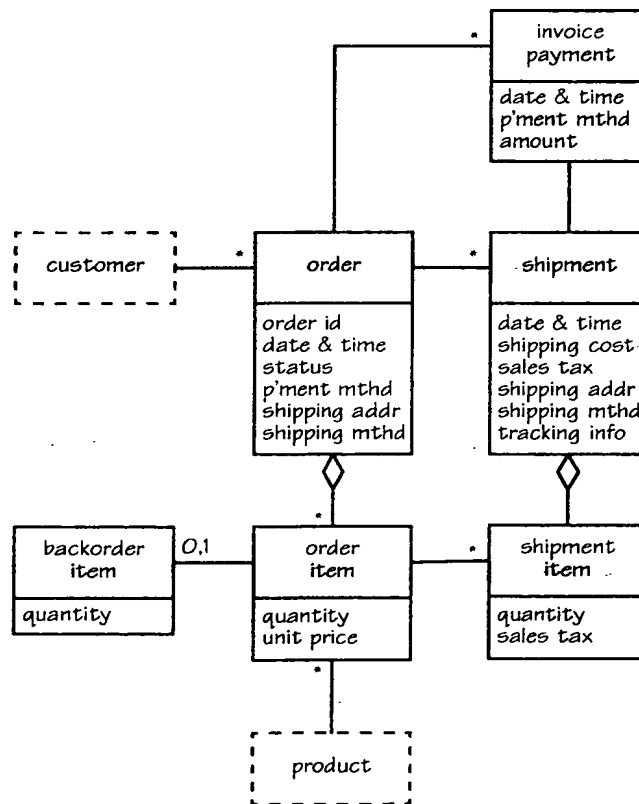 *
invoice
payment
date & time
p'ment mthd
amount
customer
*
order
*
shipment
order id
date & time
status
p'ment mthd
shipping addr
shipping mthd
date & time
shipping cost
sales tax
shipping addr
shipping mthd
tracking info
*
backorder
item
0,1
order
item
*
shipment
item
quantity
quantity
unit price
quantity
sales tax
*
product